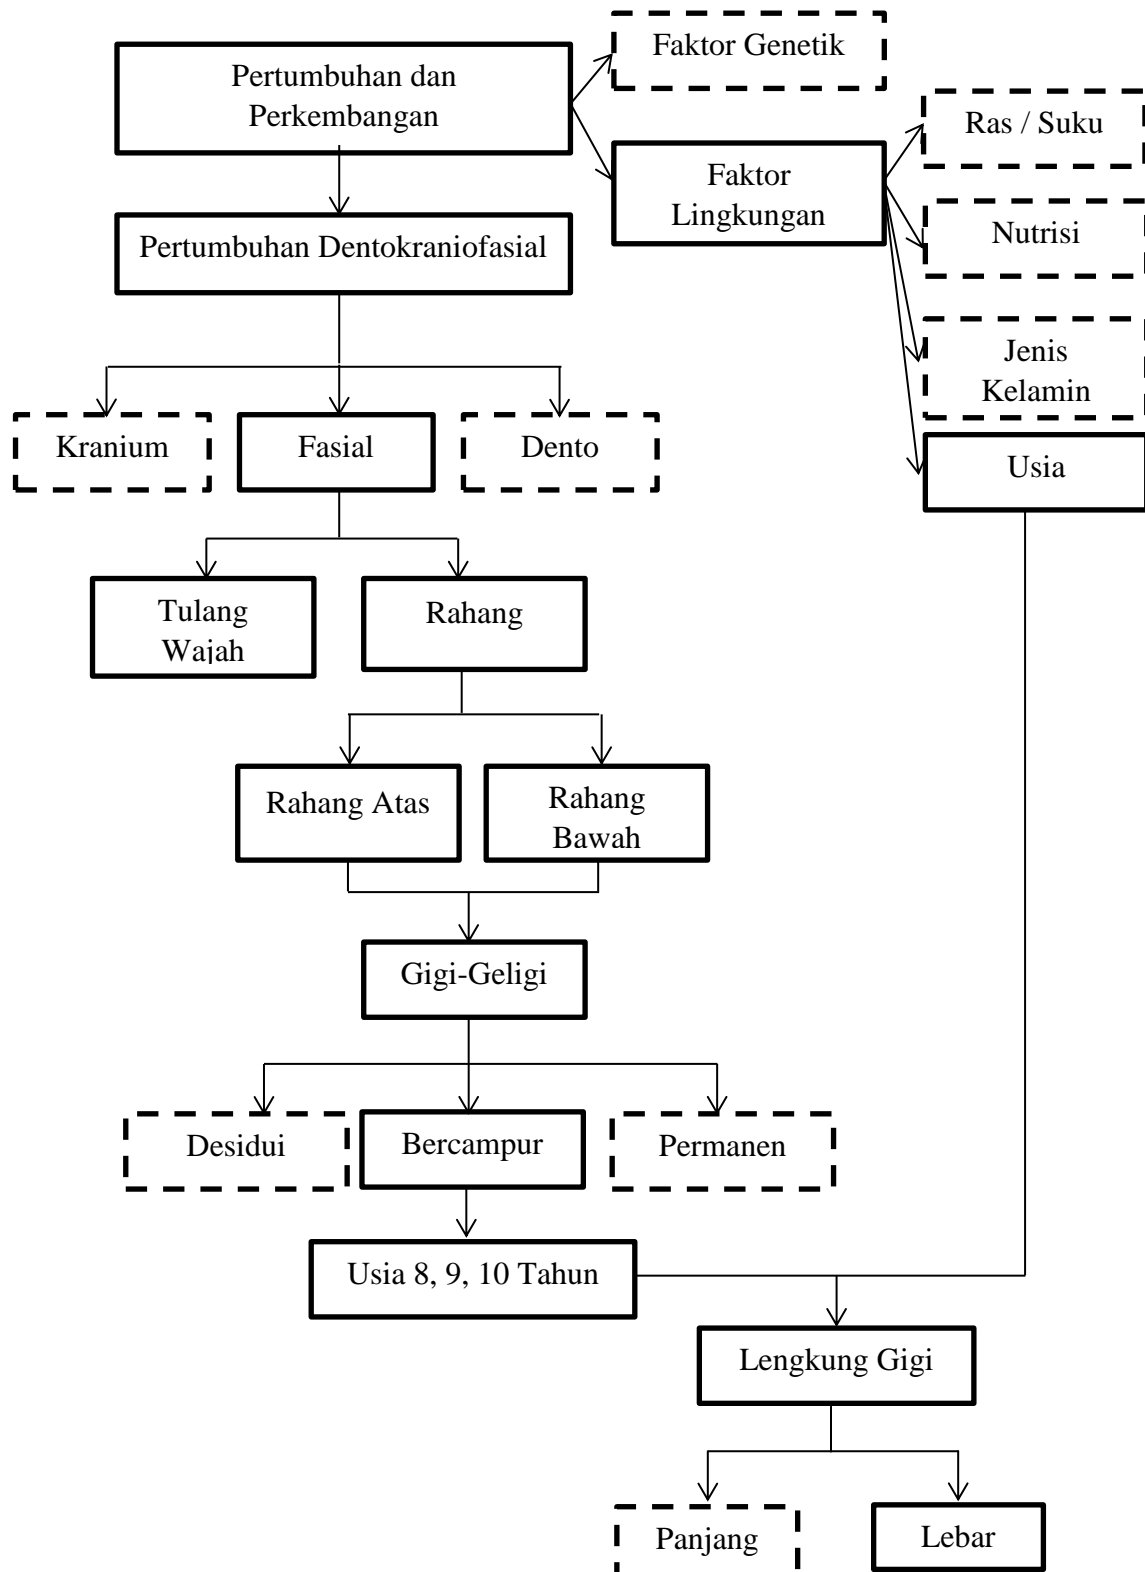 Faktor Genetik
Pertumbuhan dan
Perkembangan
Ras / Suku
Faktor
Lingkungan
Nutrisi
Pertumbuhan Dentokraniofasial
Jenis
Kelamin
Kranium
Fasial
Dento
Usia
Tulang
Wajah
Rahang
Rahang Atas
Rahang
Bawah
Gigi-Geligi
Desidui
Bercampur
Permanen
Usia 8, 9, 10 Tahun
Lengkung Gigi
Panjang
Lebar